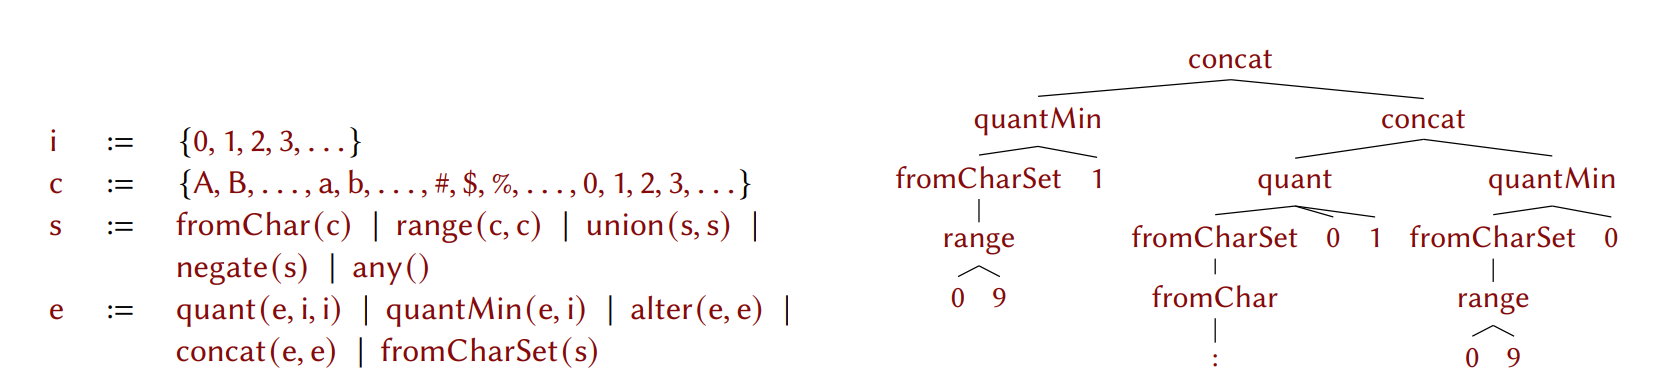 i := {0, 1, 2, 3, . . .}
c := {A, B, . . . , a, b, . . . , #, $, %, . . . , 0, 1, 2, 3, . . .}
s := fromChar(c) | range(c, c) | union(s, s) |
negate(s) | any()
e := quant(e, i, i) | quantMin(e, i) | alter(e, e) |
concat(e, e) | fromCharSet(s)
concat
quantMin concat
fromCharSet 1 quant quantMin
range fromCharSet 0 1 fromCharSet 0
0 9 fromChar range
: 0 9